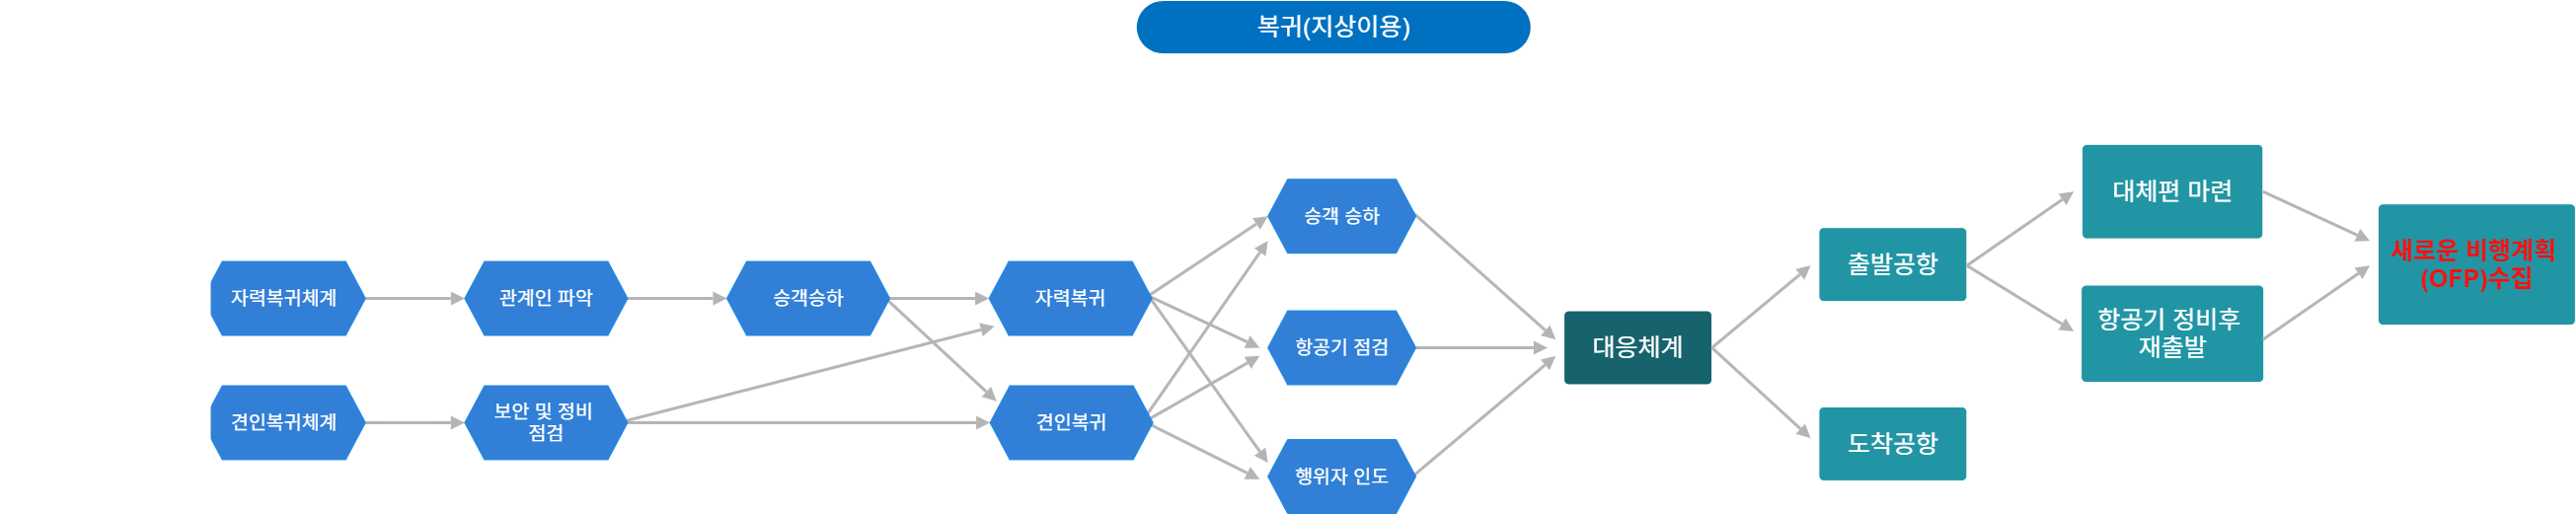 복귀(지상이용)
자력복귀체계
관계인 파악
승객승하
자력복귀
견인복귀체계
보안 및 정비
점검
견인복귀
승객 승하
항공기 점검
행위자 인도
대응체계
출발공항
도착공항
대체편 마련
항공기 정비후
재출발
새로운 비행계획
(OFP)수집